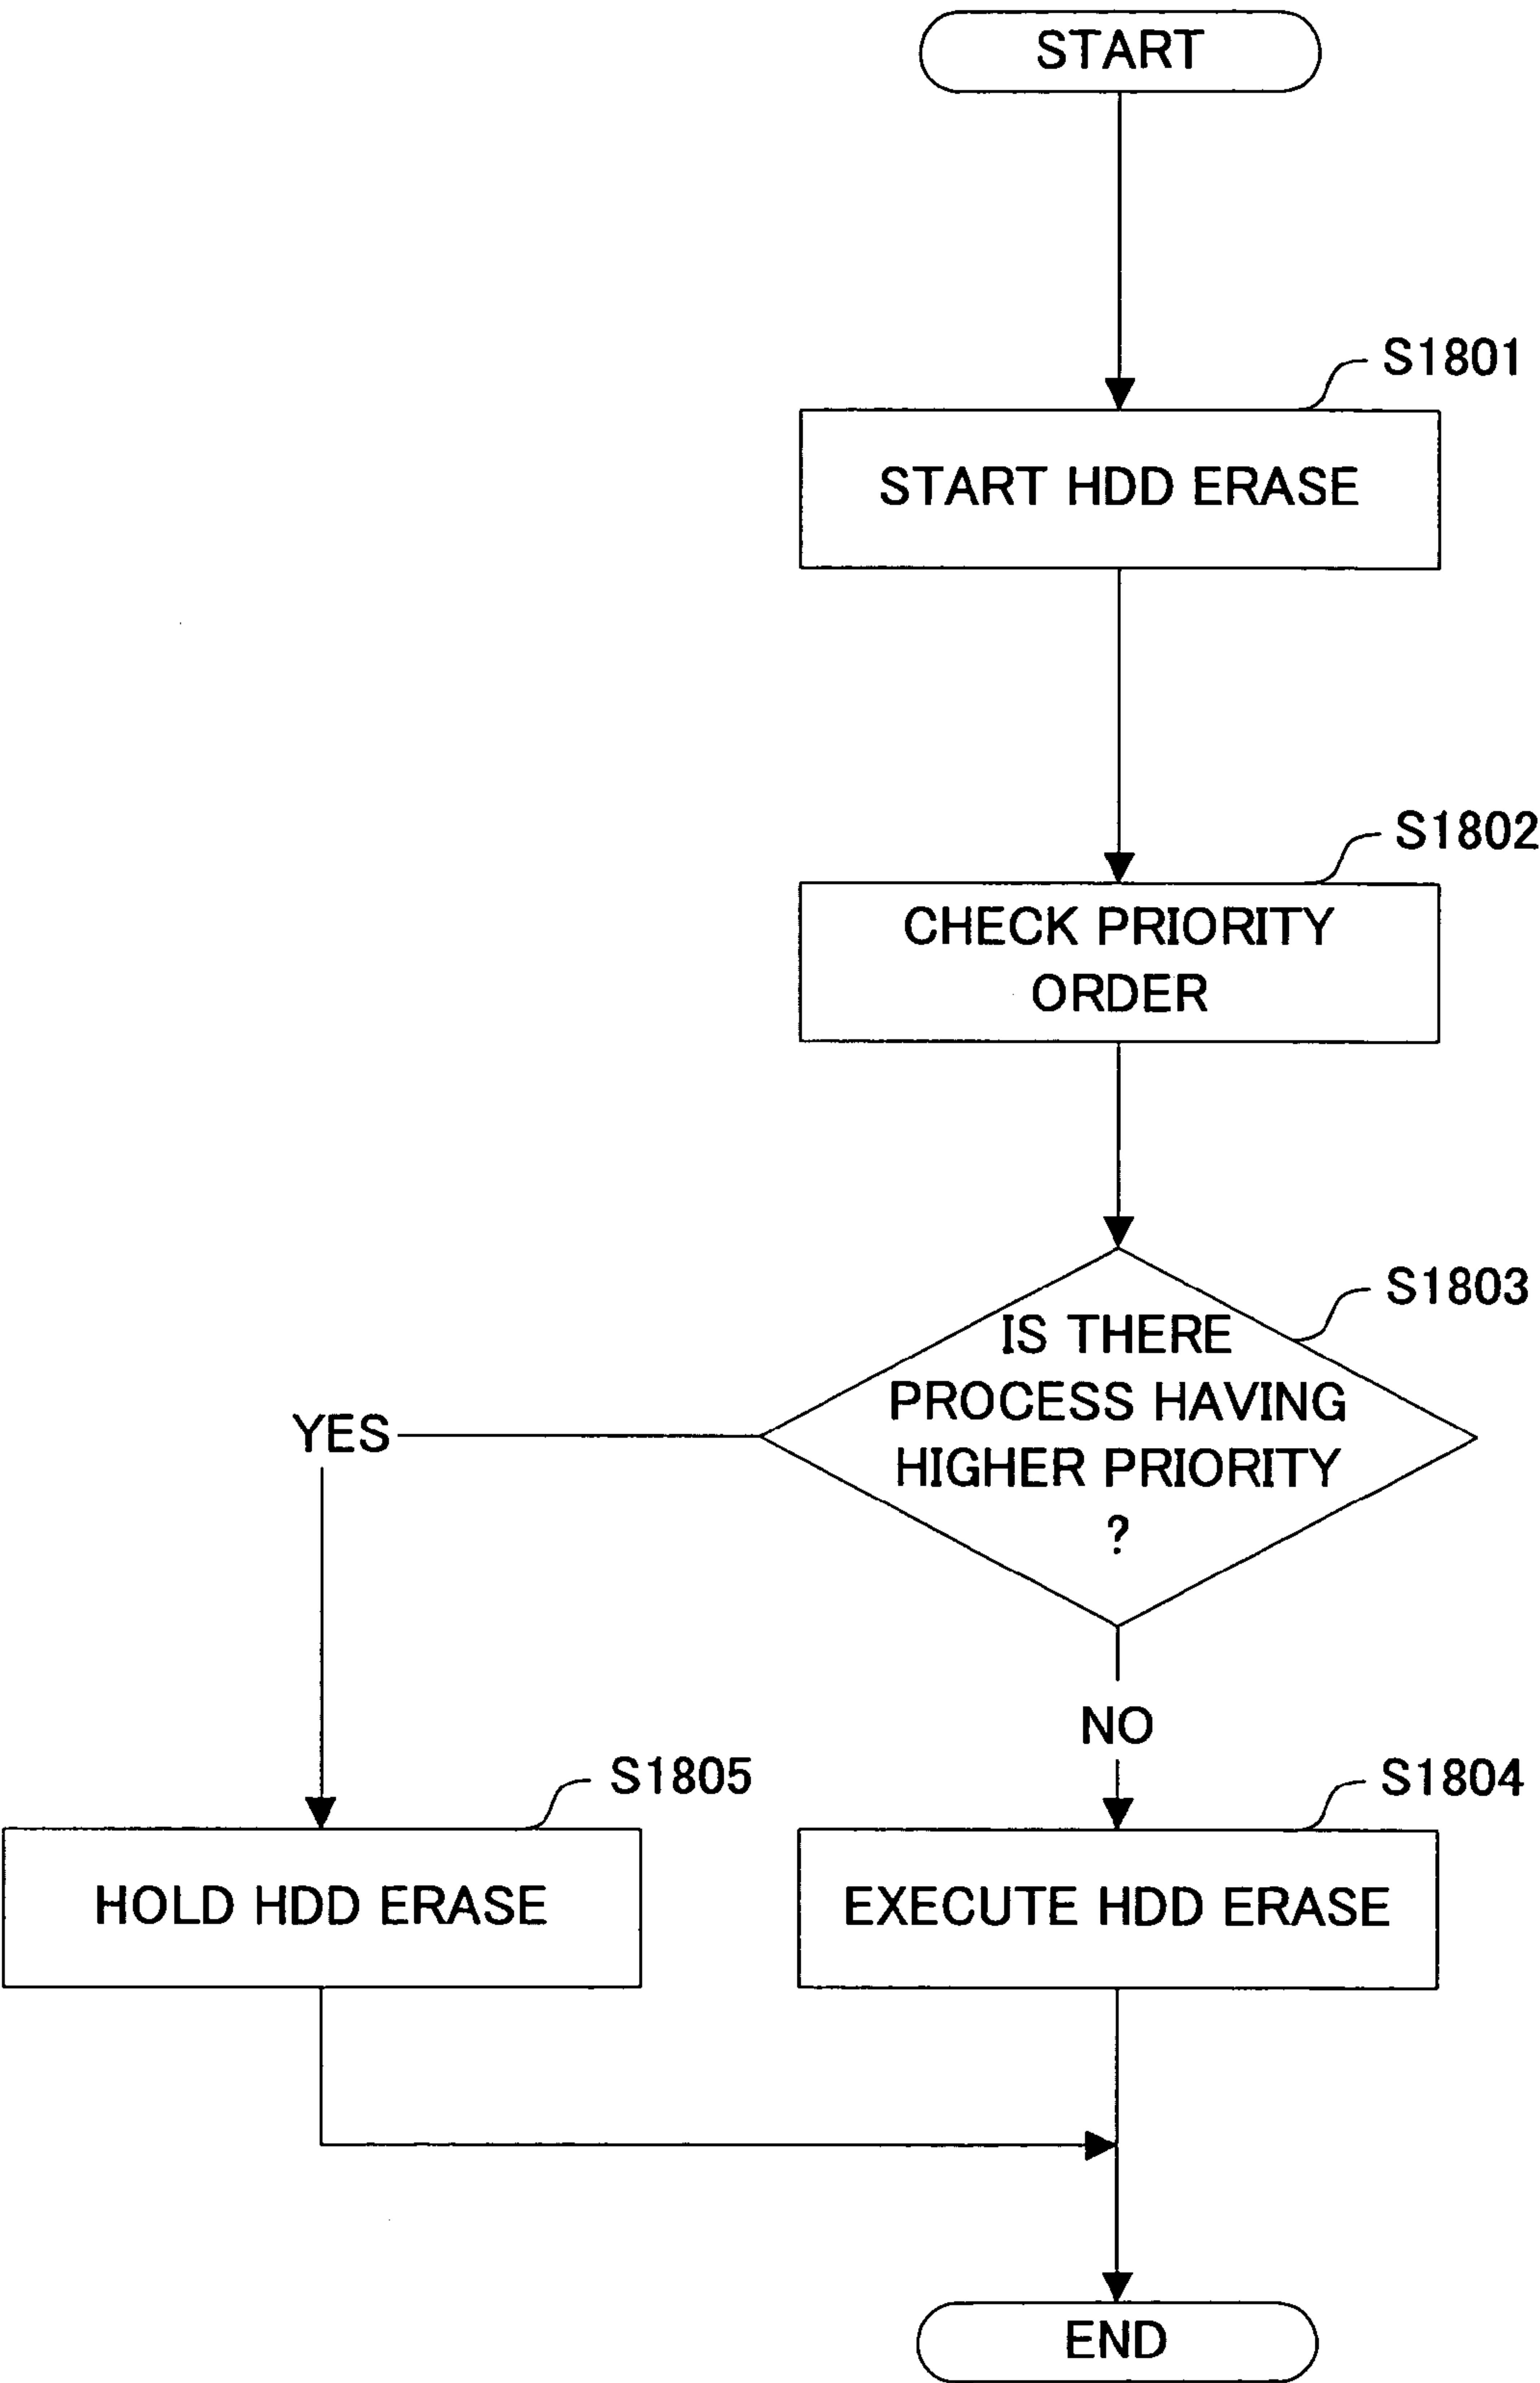 START
S1801
START HDD ERASE
S1802
CHECK PRIORITY
ORDER
S1803
IS THERE
PROCESS HAVING
HIGHER PRIORITY
?
YES
NO
S1805
S1804
HOLD HDD ERASE
EXECUTE HDD ERASE
END